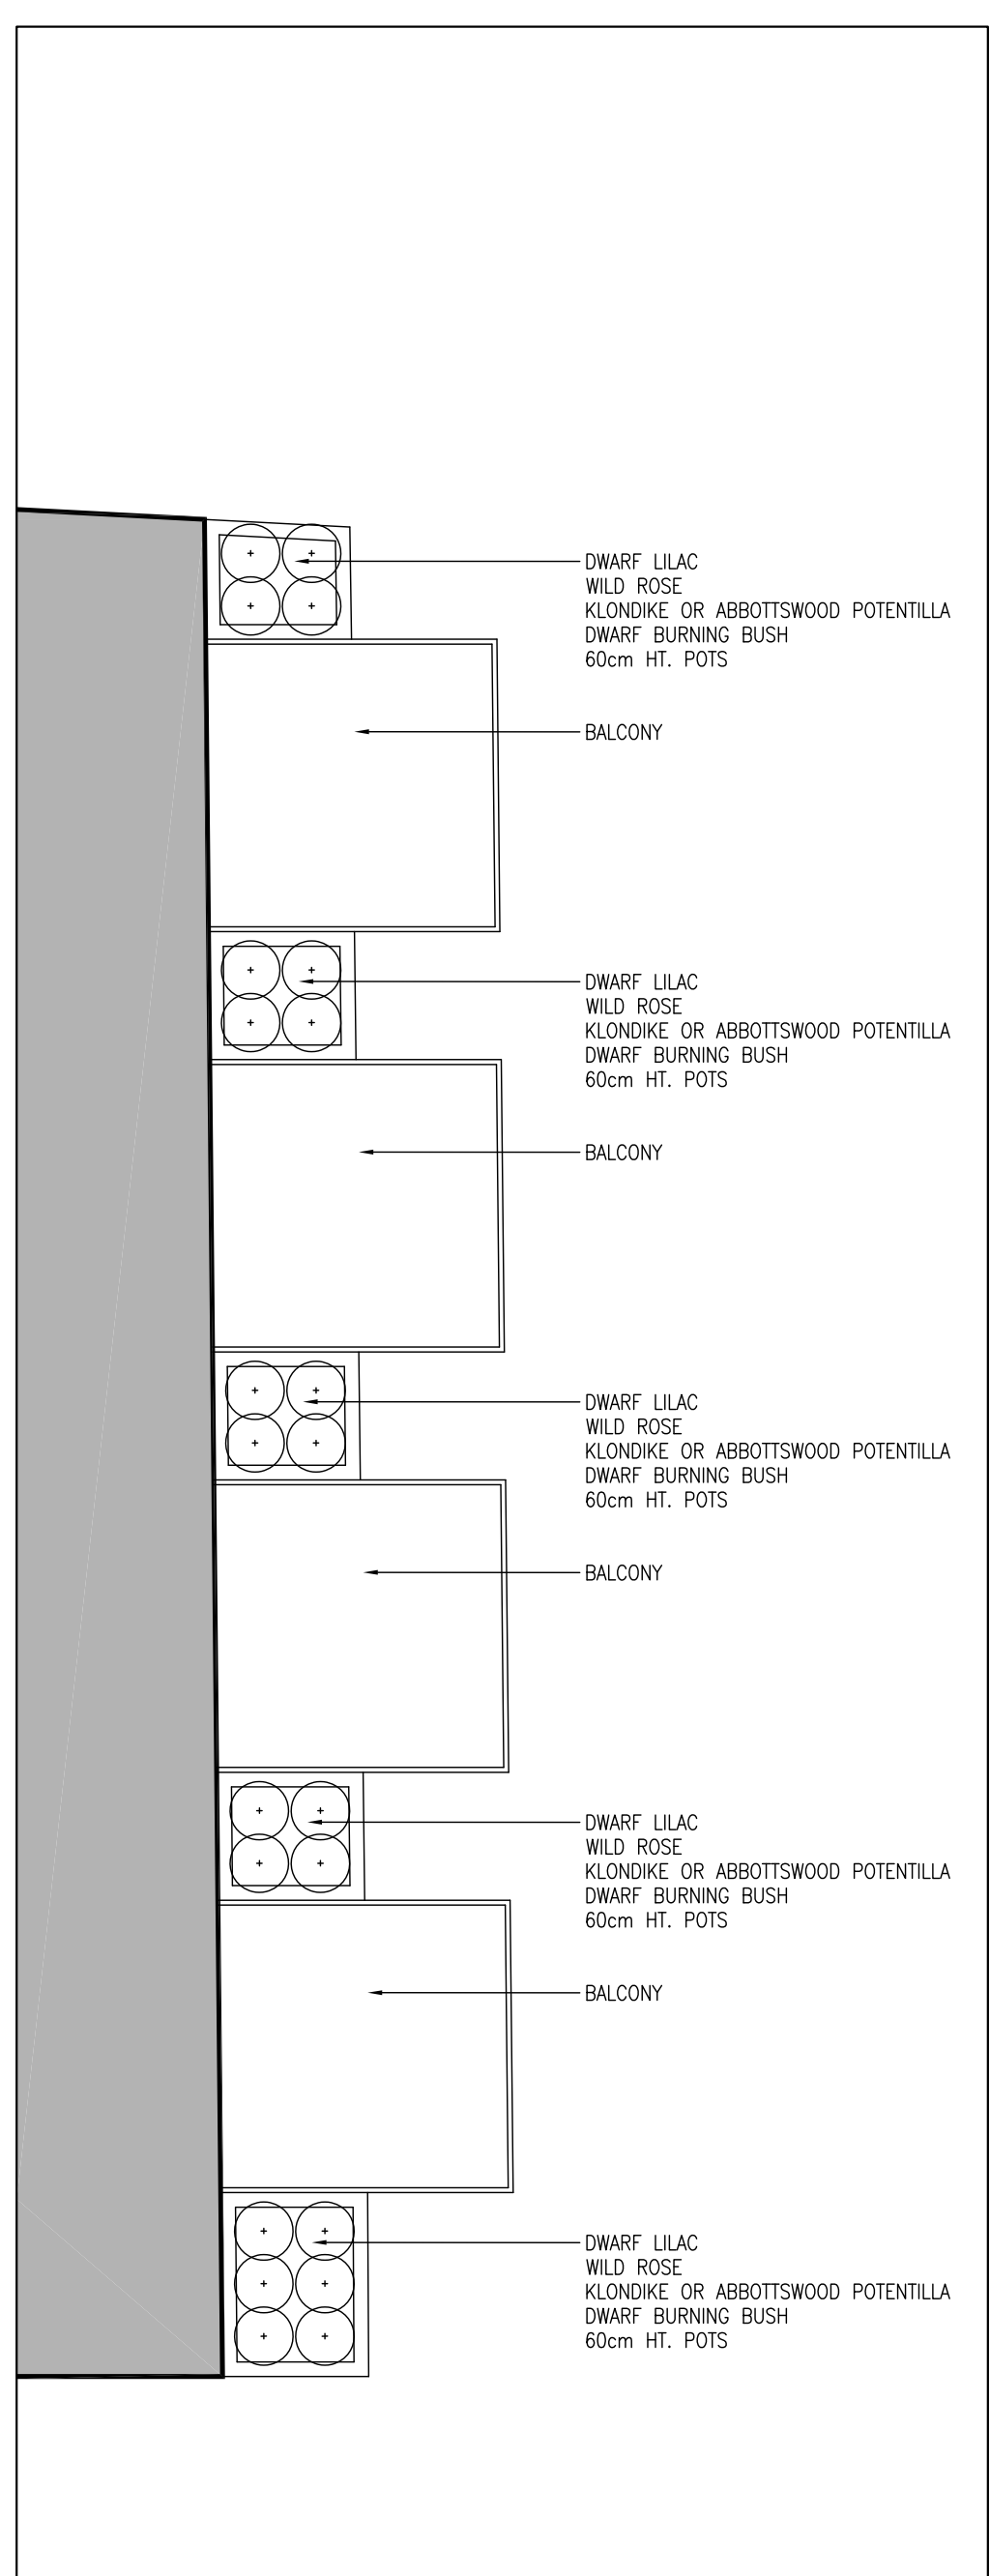 DWARF LILAC
WILD ROSE
KLONDIKE OR ABBOTTSWOOD POTENTILLA
DWARF BURNING BUSH
60cm HT. POTS
BALCONY
DWARF LILAC
WILD ROSE
KLONDIKE OR ABBOTTSWOOD POTENTILLA
DWARF BURNING BUSH
60cm HT. POTS
BALCONY
DWARF LILAC
WILD ROSE
KLONDIKE OR ABBOTTSWOOD POTENTILLA
DWARF BURNING BUSH
60cm HT. POTS
BALCONY
DWARF LILAC
WILD ROSE
KLONDIKE OR ABBOTTSWOOD POTENTILLA
DWARF BURNING BUSH
60cm HT. POTS
BALCONY
DWARF LILAC
WILD ROSE
KLONDIKE OR ABBOTTSWOOD POTENTILLA
DWARF BURNING BUSH
60cm HT. POTS